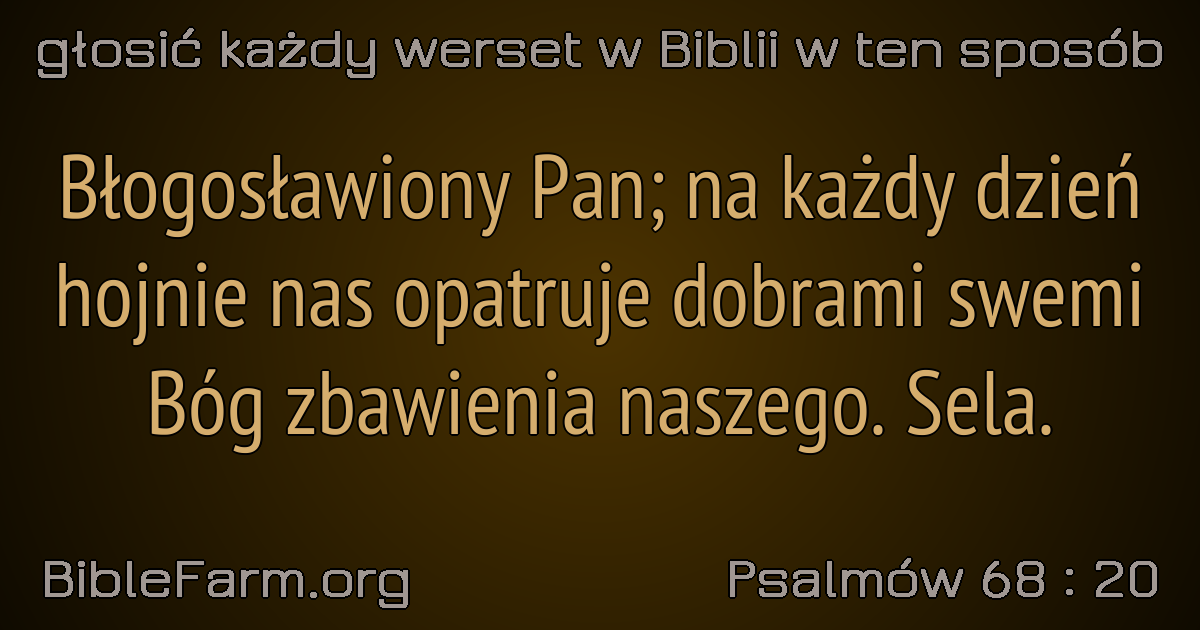 głosić każdy werset w Biblii w ten sposób
Błogosławiony Pan; na każdy dzień
hojnie nas opatruje dobrami swemi
Bóg zbawienia naszego. Sela.
BibleFarm.org
Psalmów 68 : 20